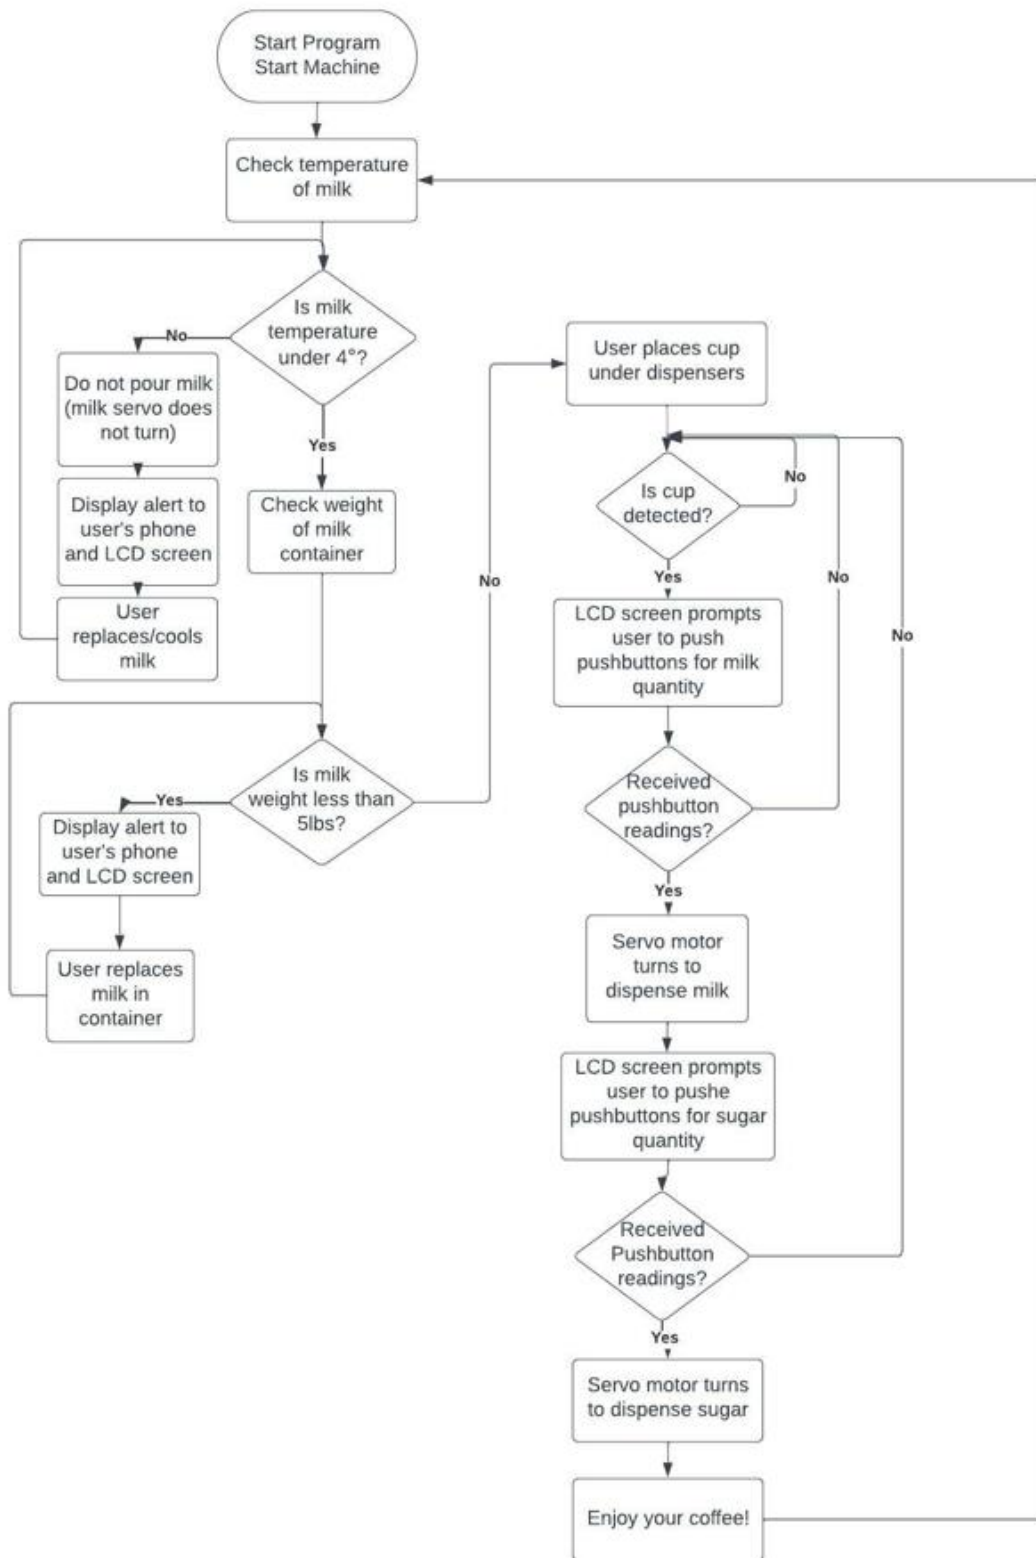 Start Program
Start Machine
Check temperature
of milk
Is milk
temperature
under 4°?
No
Do not pour milk
(milk servo does
not turn)
Display alert to
user's phone
and LCD screen
User
replaces/cools
milk
Yes
Check weight
of milk
container
Is milk
weight less than
5lbs?
Yes
Display alert to
user's phone
and LCD screen
User replaces
milk in
container
No
User places cup
under dispensers
Is cup
detected?
No
Yes
LCD screen prompts
user to push
pushbuttons for milk
quantity
Received
pushbutton
readings?
No
Yes
Servo motor
turns to
dispense milk
LCD screen prompts
user to pushe
pushbuttons for sugar
quantity
Received
Pushbutton
readings?
No
Yes
Servo motor turns
to dispense sugar
Enjoy your coffee!